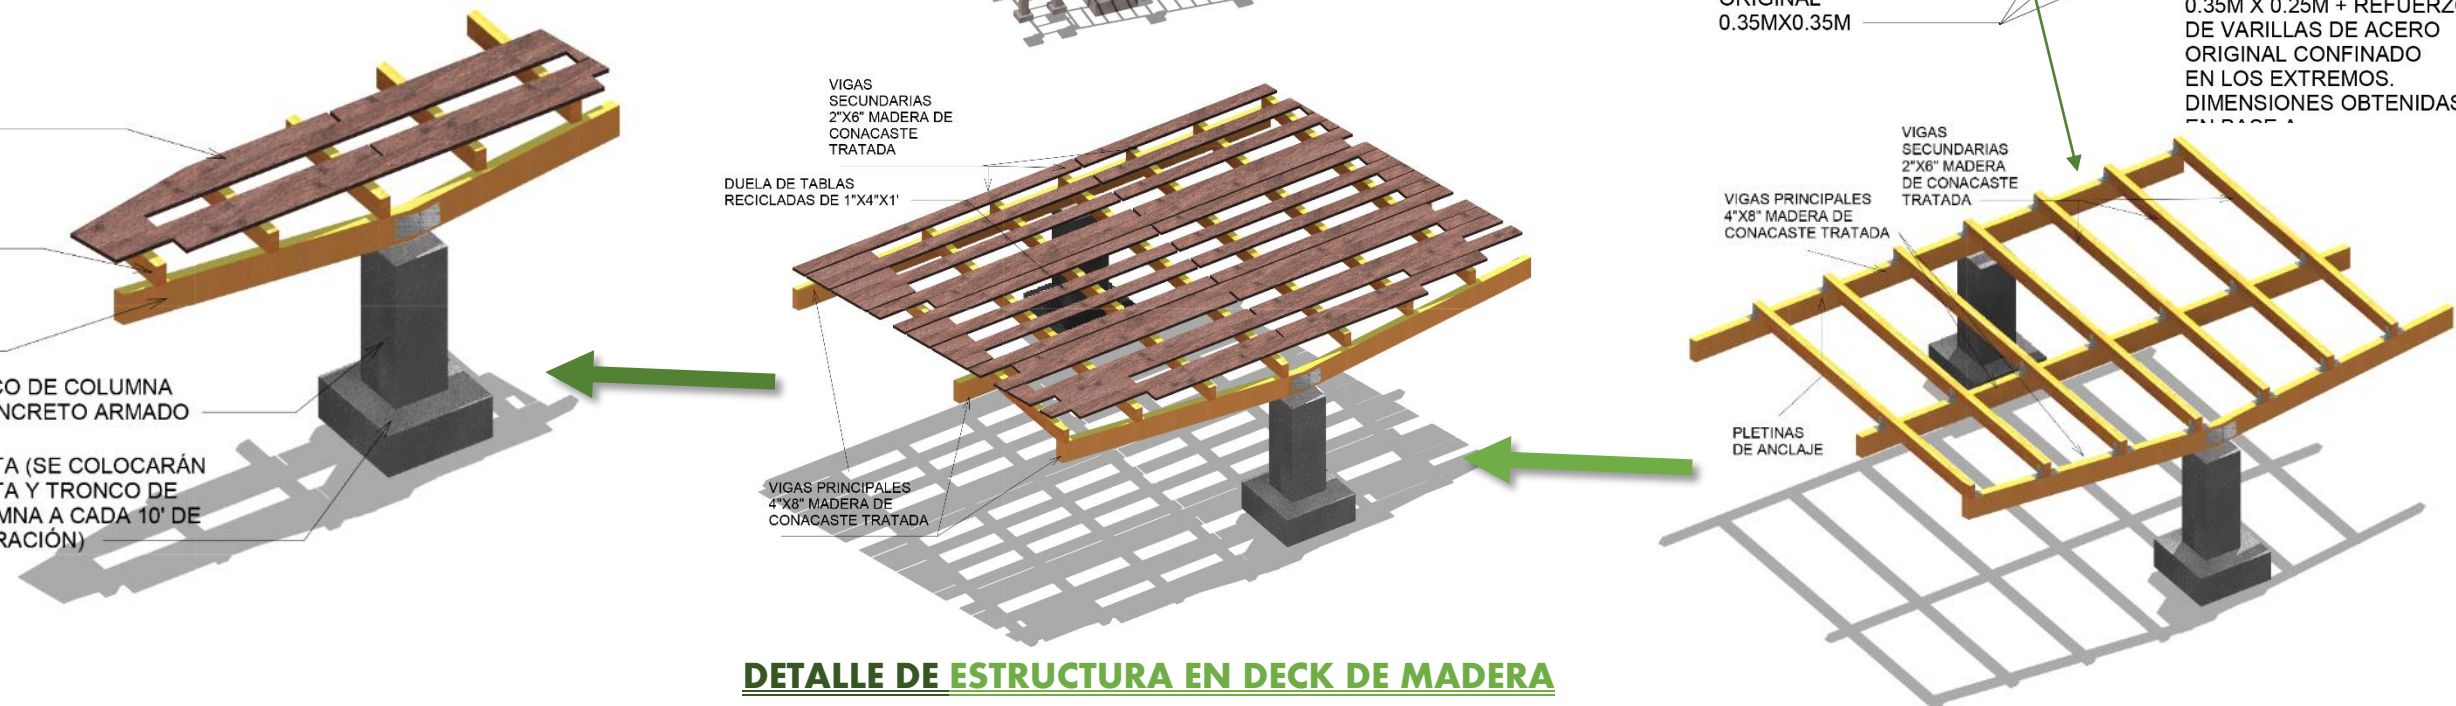 ORIGINAL
0.35MX0.35M
0.35M X 0.25M + REFUERZO
DE VARILLAS DE ACERO
ORIGINAL CONFINADO
EN LOS EXTREMOS.
DIMENSIONES OBTENIDAS
EN BASE A
VIGAS
SECUNDARIAS
2"X6" MADERA DE
CONACASTE
TRATADA
DUELA DE TABLAS
RECICLADAS DE 1"X4"X1'
VIGAS PRINCIPALES
4"X8" MADERA DE
CONACASTE TRATADA
VIGAS
SECUNDARIAS
2"X6" MADERA
DE CONACASTE
TRATADA
VIGAS PRINCIPALES
4"X8" MADERA DE
CONACASTE TRATADA
PLETINAS
DE ANCLAJE
CO DE COLUMNA
NCRETO ARMADO
TA (SE COLOCARÁN
TA Y TRONCO DE
MNA A CADA 10' DE
RACIÓN)
DETALLE DE ESTRUCTURA EN DECK DE MADERA